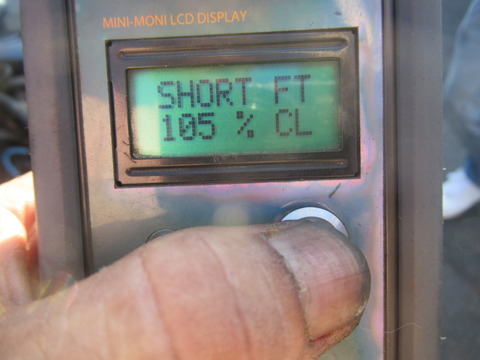 MINI-MONI LCD DISPLAY
SHORT FT
105 % CL